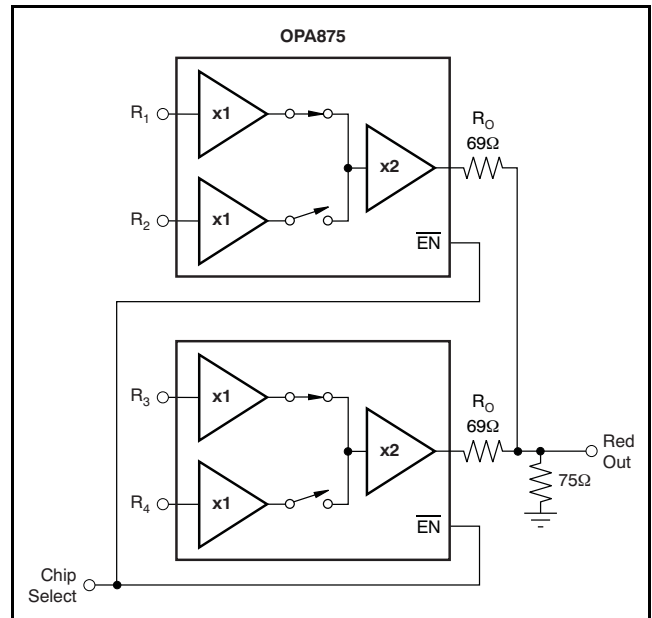 OPA875
R1
x1
R2
x1
x2
EN
RO
69Ω
R3
x1
R4
x1
x2
EN
RO
69Ω
Red
Out
75Ω
Chip
Select